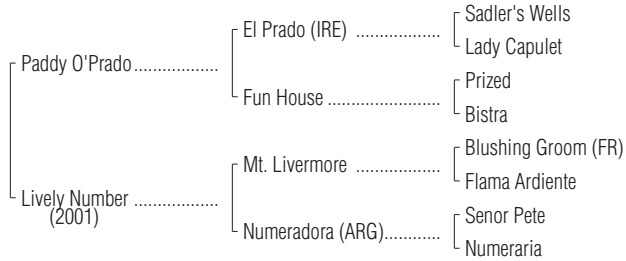 Sadler's Wells
El Prado (IRE) ..................
Lady Capulet
Paddy O'Prado..................
Prized
Fun House ........................
Bistra
Blushing Groom (FR)
Mt. Livermore ..................
Flama Ardiente
Lively Number ..................
(2001)
Senor Pete
Numeradora (ARG)............
Numeraria